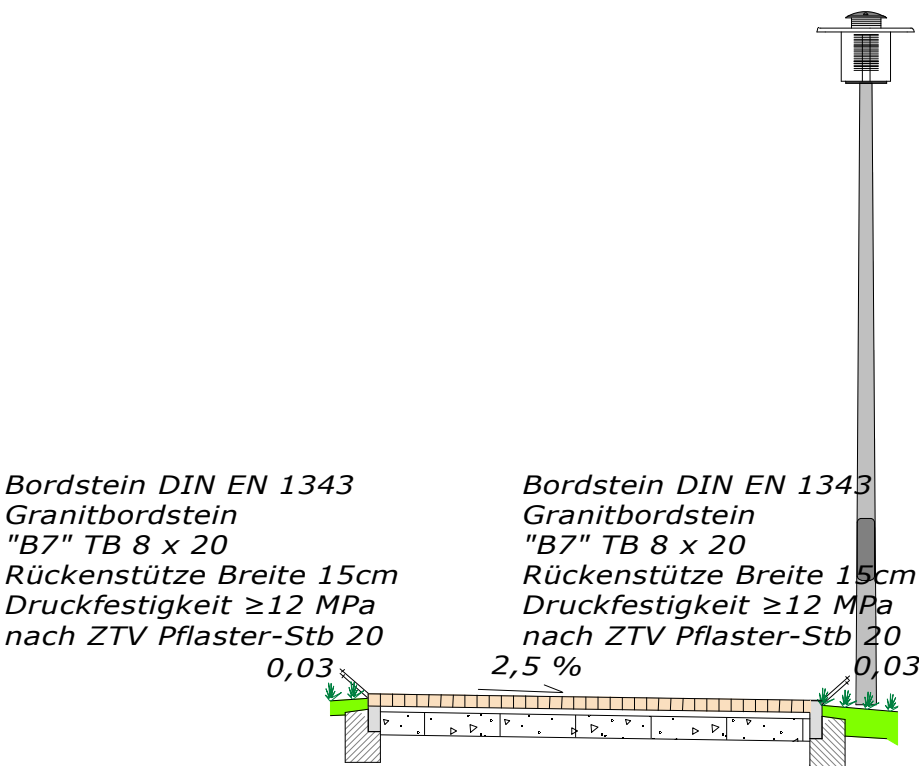 Bordstein DIN EN 1343
Granitbordstein
"B7" TB 8 x 20
Rückenstütze Breite 15cm
Druckfestigkeit ≥12 MPa
nach ZTV Pflaster-Stb 20
0,03
Bordstein DIN EN 1343
Granitbordstein
"B7" TB 8 x 20
Rückenstütze Breite 15cm
Druckfestigkeit ≥12 MPa
nach ZTV Pflaster-Stb 20
2,5 %
0,03